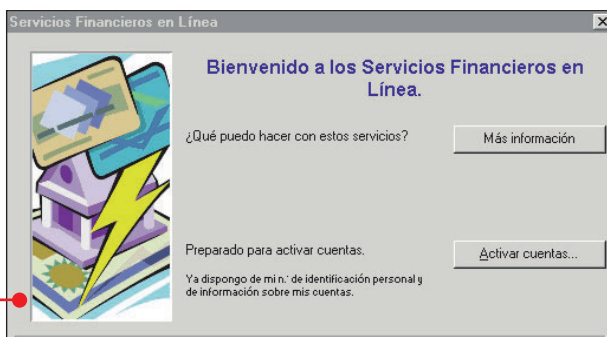 Servicios Financieros en Línea
Bienvenido a los Servicios Financieros en
Línea.
¿Qué puedo hacer con estos servicios?
Más información
Preparado para activar cuentas.
Activar cuentas...
Ya dispongo de mi n.' de identificación personal y
de información sobre mis cuentas.